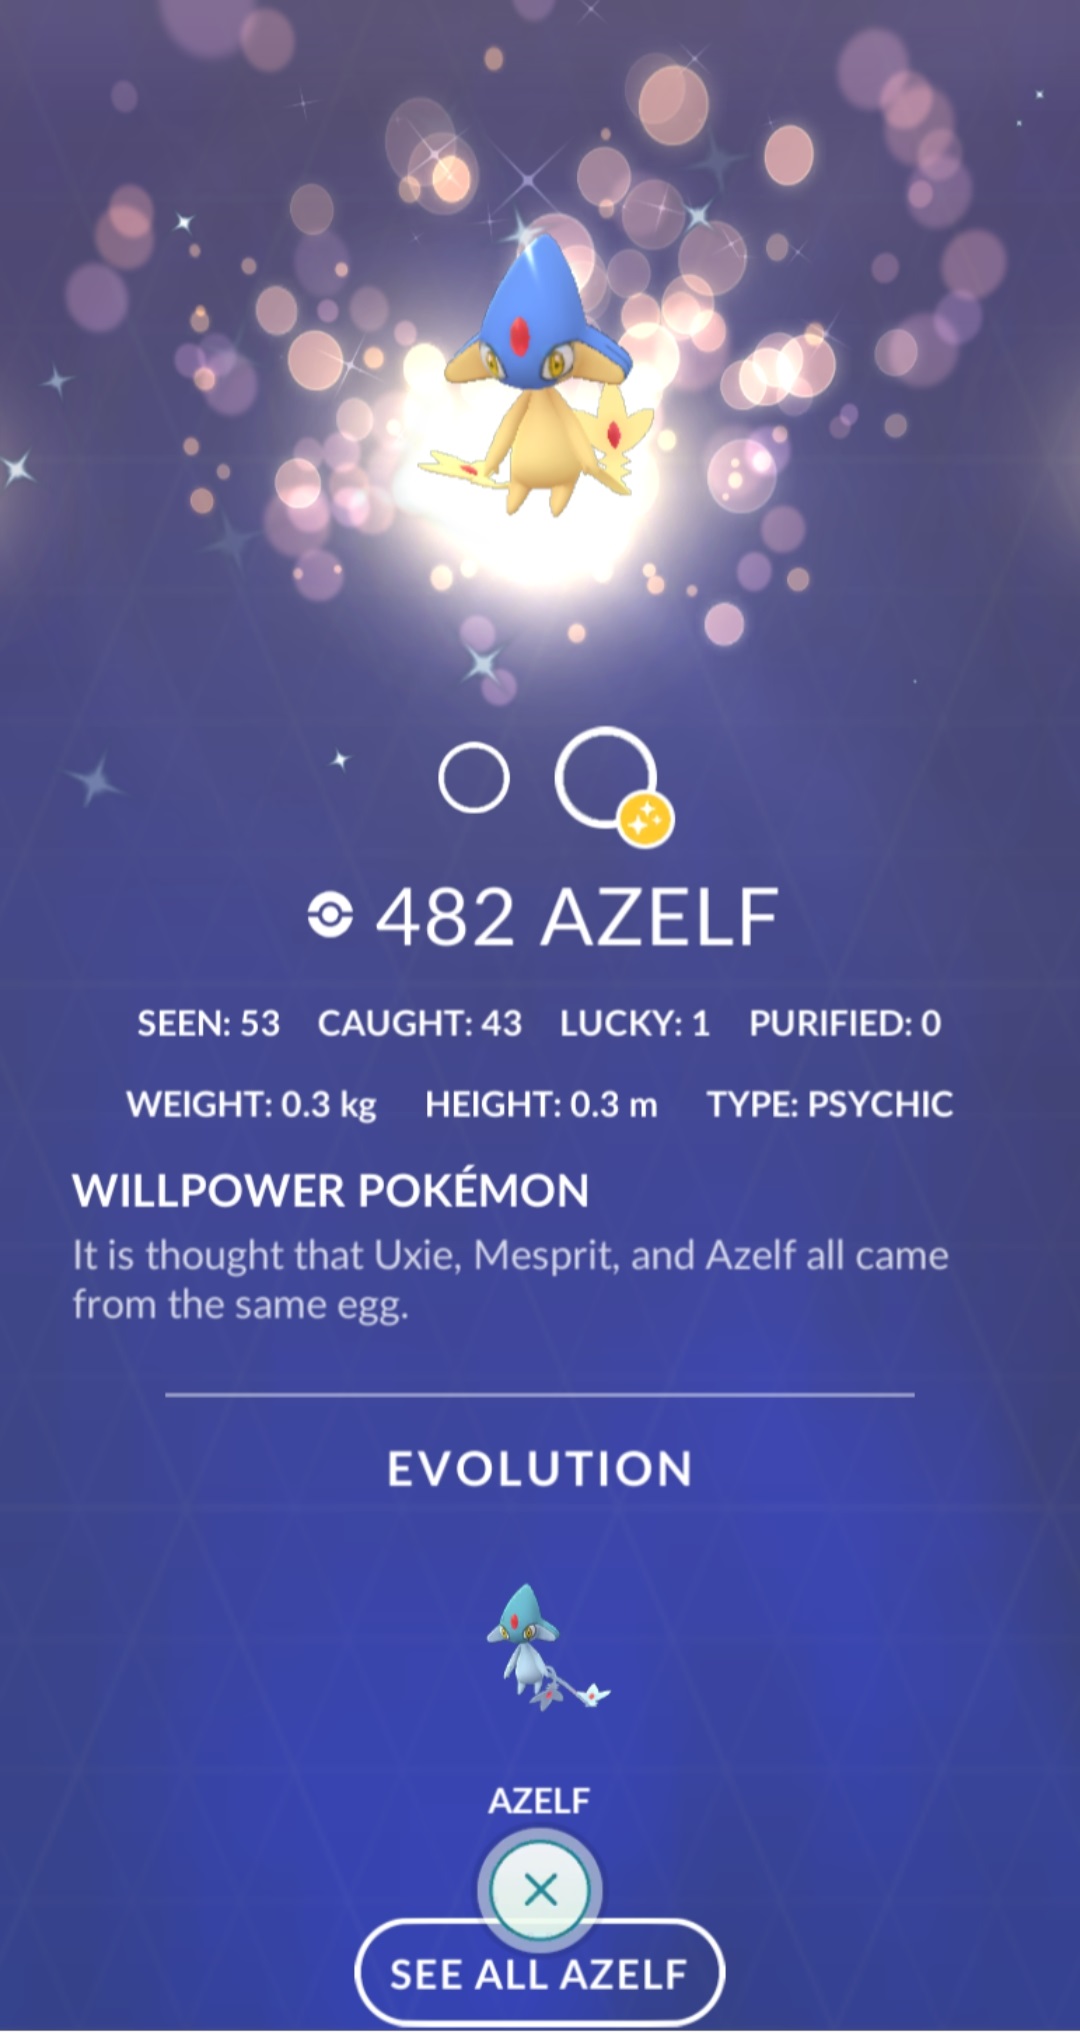 482 AZELF
SEEN: 53 CAUGHT: 43 LUCKY: 1 PURIFIED: 0
WEIGHT: 0.3 kg HEIGHT: 0.3 m TYPE: PSYCHIC
WILLPOWER POKÉMON
It is thought that Uxie, Mesprit, and Azelf all came
from the same egg.
EVOLUTION
AZELF
SEE ALL AZELF